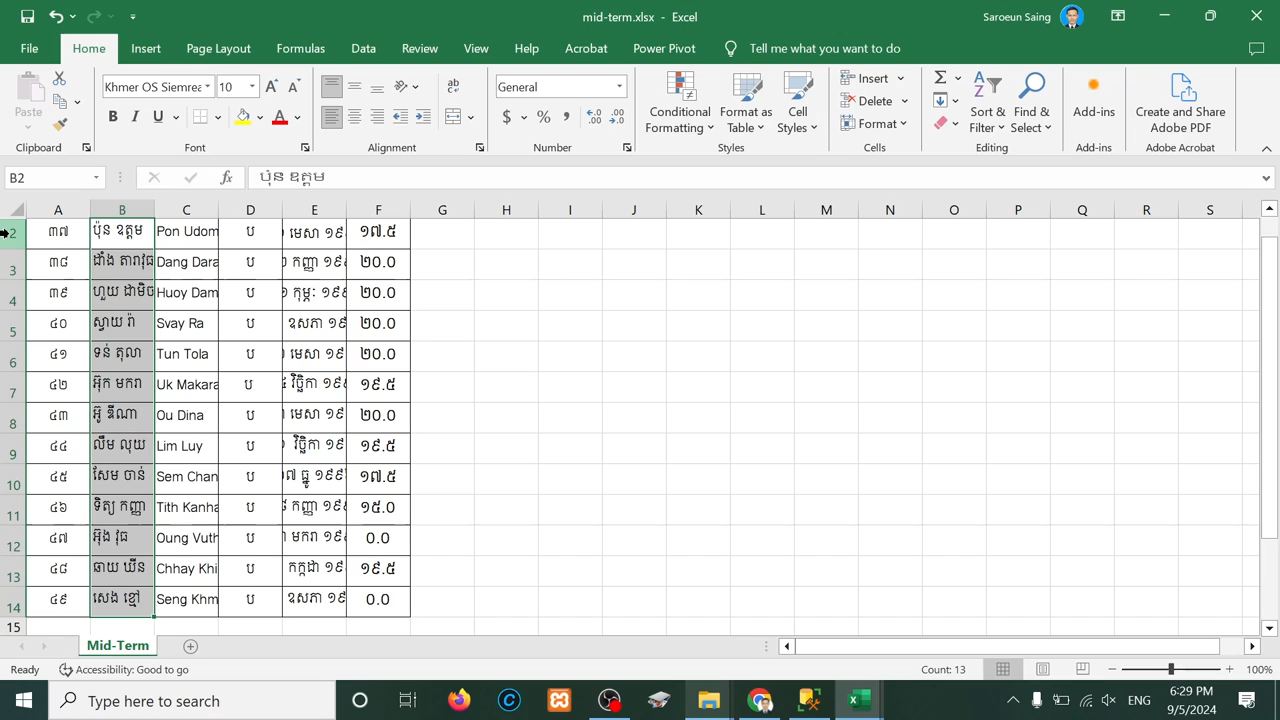 mid-term.xlsx - Excel
Saroeun Saing
File Home Insert Page Layout Formulas Data Review View Help Acrobat Power Pivot Tell me what you want to do
Paste
Clipboard
Khmer OS Siemrea 10
B I U
Font
Alignment
General
$ % ,
Number
Conditional Formatting
Format as Table
Cell Styles
Styles
Insert
Delete
Format
Cells
Sort & Filter
Find & Select
Editing
Add-ins
Add-ins
Create and Share Adobe PDF
Adobe Acrobat
B2 fx ប៉ុន ឧត្តម
A B C D E F G H I J K L M N O P Q R S
2 ៣៧ ប៉ុន ឧត្តម Pon Udom ប មេសា ១៩ ១៧.៥
3 ៣៨ ដាំង តារាវុធ Dang Dara ប កញ្ញា ១៩៩ ២០.០
4 ៣៩ ហួយ ដាមិច Huoy Dam ប ១ កុម្ភៈ ១៩៩ ២០.០
5 ៤០ ស្វាយ រ៉ា Svay Ra ប ឧសភា ១៩ ២០.០
6 ៤១ ទន់ តុលា Tun Tola ប មេសា ១៩ ២០.០
7 ៤២ អ៊ុក មករា Uk Makara ប វិច្ឆិកា ១៩ ១៩.៥
8 ៤៣ អ៊ូ ឌីណា Ou Dina ប មេសា ១៩ ២០.០
9 ៤៤ លឹម លុយ Lim Luy ប វិច្ឆិកា ១៩ ១៩.៥
10 ៤៥ សែម ចាន់ Sem Chan ប ០៧ ធ្នូ ១៩៩ ១៧.៥
11 ៤៦ ទិត្យ កញ្ញា Tith Kanha ប កញ្ញា ១៩៩ ១៥.០
12 ៤៧ អ៊ុង វុធ Oung Vuth ប មករា ១៩៩ 0.0
13 ៤៨ ឆាយ ឃីន Chhay Khi ប កក្កដា ១៩ ១៩.៥
14 ៤៩ សេង ខ្មៅ Seng Khm ប ឧសភា ១៩ 0.0
15
Mid-Term
Ready Accessibility: Good to go Count: 13 100%
Type here to search
ENG
6:29 PM
9/5/2024